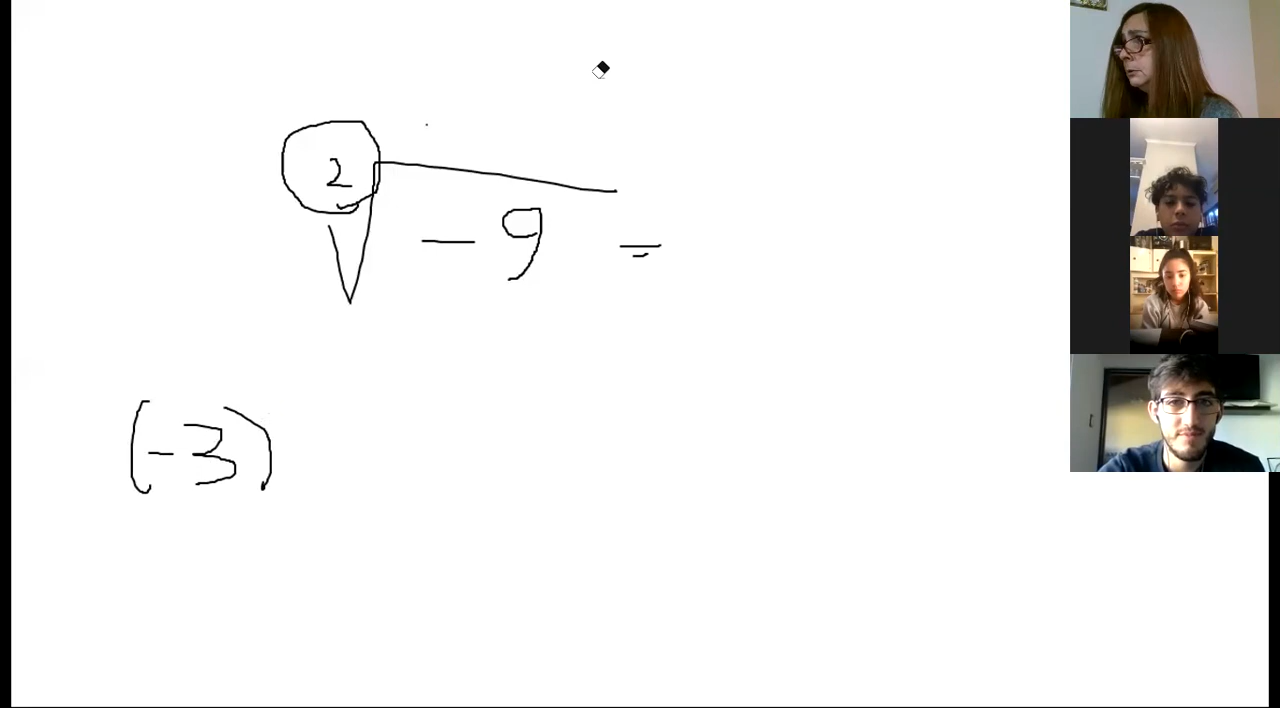 2
√-9 =
(-3)